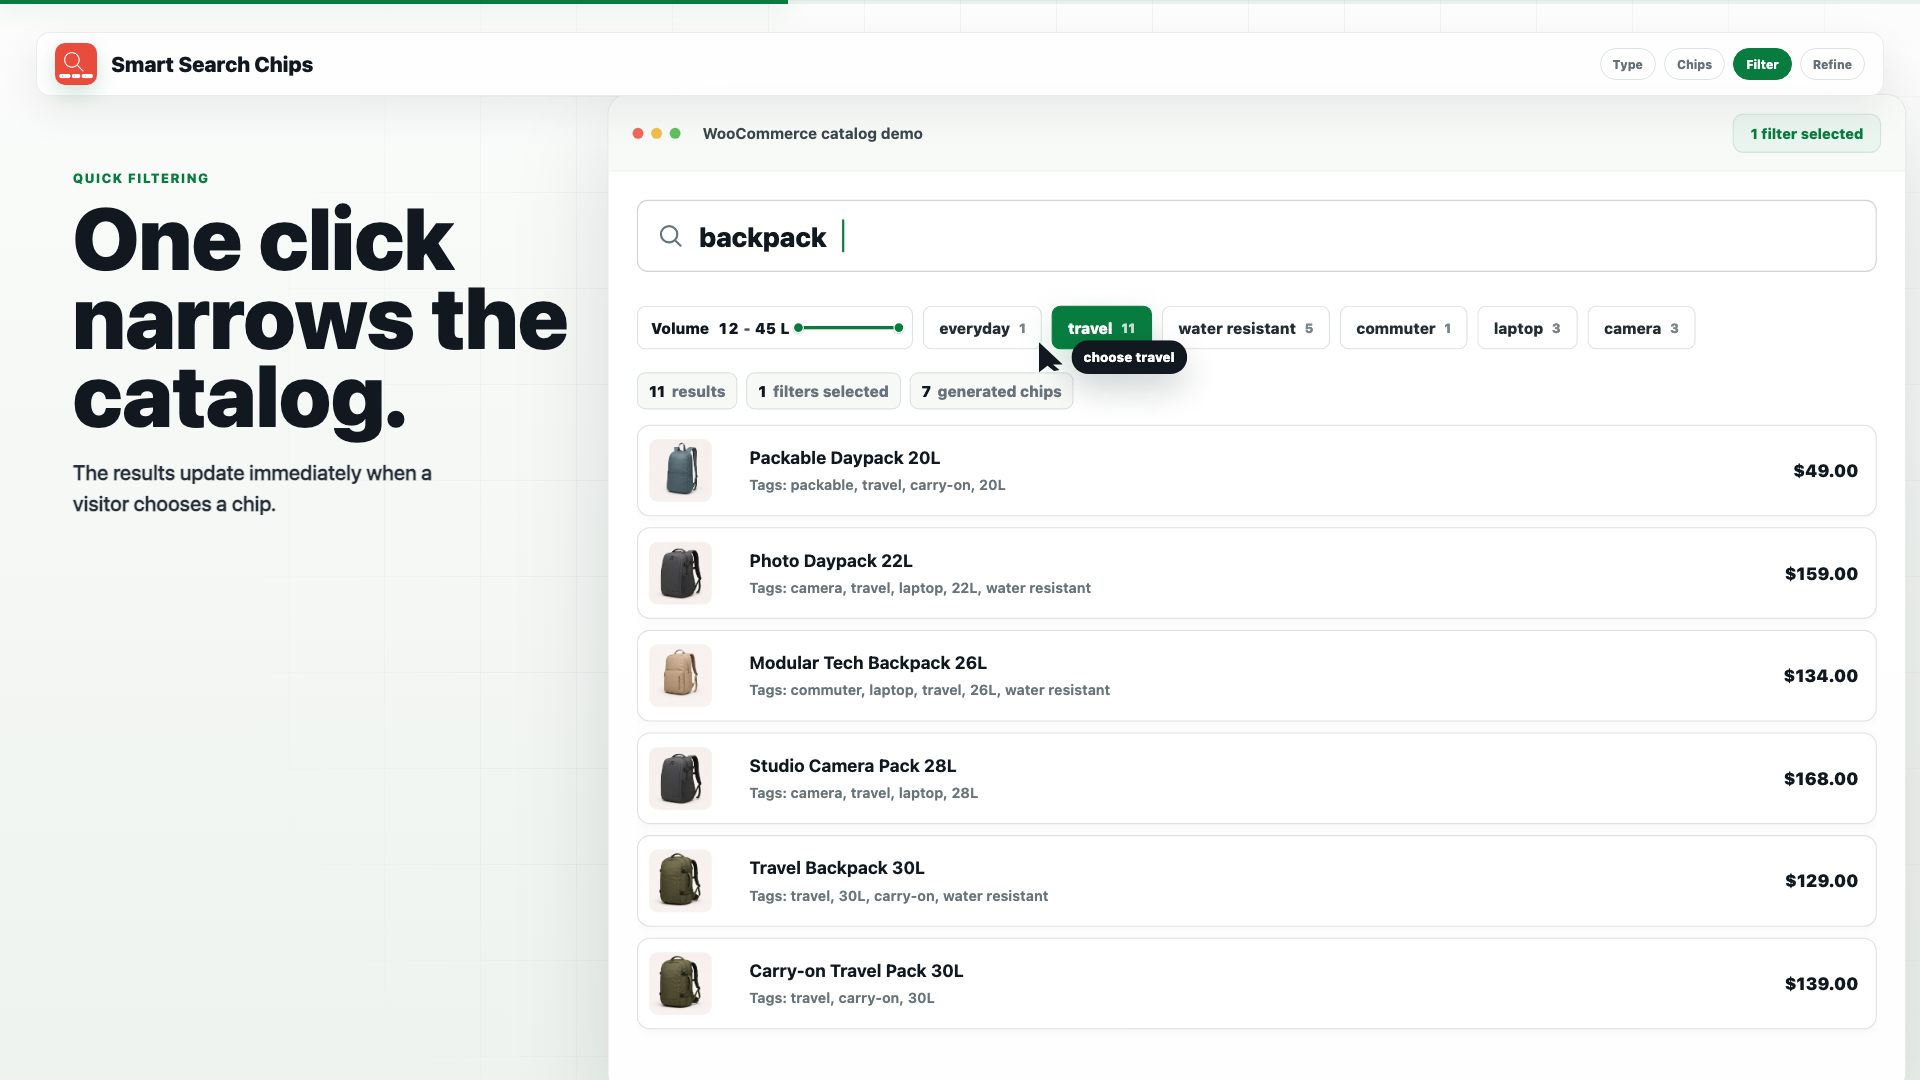 Smart Search Chips
Type
Chips
Filter
Refine
QUICK FILTERING
One click
narrows the
catalog.
The results update immediately when a
visitor chooses a chip.
WooCommerce catalog demo
1 filter selected
backpack
Volume 12 - 45 L
everyday 1
travel 11
water resistant 5
commuter 1
laptop 3
camera 3
choose travel
11 results
1 filters selected
7 generated chips
Packable Daypack 20L
Tags: packable, travel, carry-on, 20L
$49.00
Photo Daypack 22L
Tags: camera, travel, laptop, 22L, water resistant
$159.00
Modular Tech Backpack 26L
Tags: commuter, laptop, travel, 26L, water resistant
$134.00
Studio Camera Pack 28L
Tags: camera, travel, laptop, 28L
$168.00
Travel Backpack 30L
Tags: travel, 30L, carry-on, water resistant
$129.00
Carry-on Travel Pack 30L
Tags: travel, carry-on, 30L
$139.00